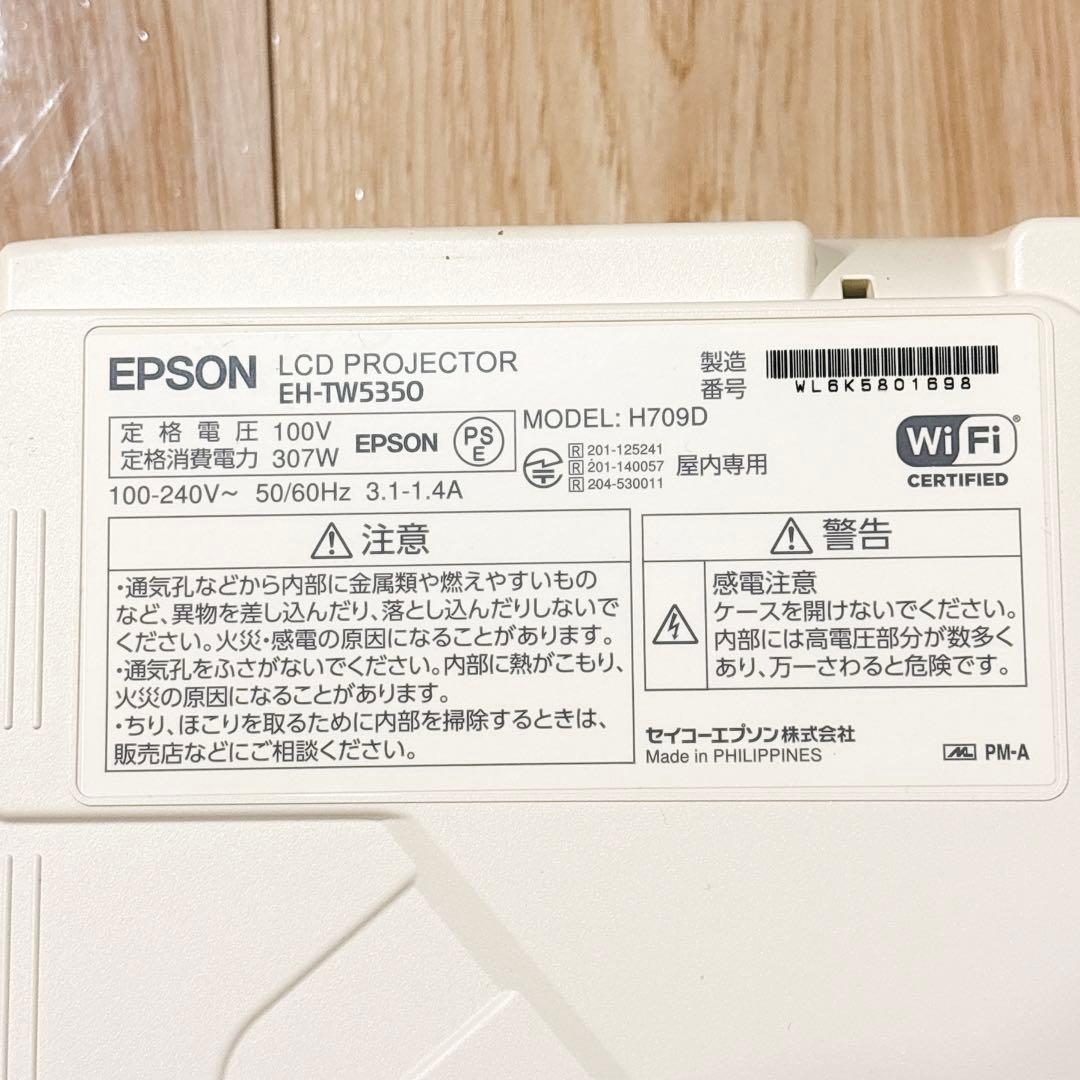 EPSON LCD PROJECTOR
EH-TW5350
製造
番号
WL6K5801698
定格電圧 100V
定格消費電力 307W
EPSON
PS
E
100-240V~ 50/60Hz 3.1-1.4A
MODEL: H709D
R 201-125241
R 201-140057
R 204-530011
屋内専用
Wi Fi®
CERTIFIED
注意
・通気孔などから内部に金属類や燃えやすいもの
など、異物を差し込んだり、落とし込んだりしないで
ください。火災・感電の原因になることがあります。
・通気孔をふさがないでください。内部に熱がこもり、
火災の原因になることがあります。
・ちり、ほこりを取るために内部を掃除するときは、
販売店などにご相談ください。
警告
感電注意
ケースを開けないでください。
内部には高電圧部分が数多く
あり、万一さわると危険です。
セイコーエプソン株式会社
Made in PHILIPPINES
PM-A